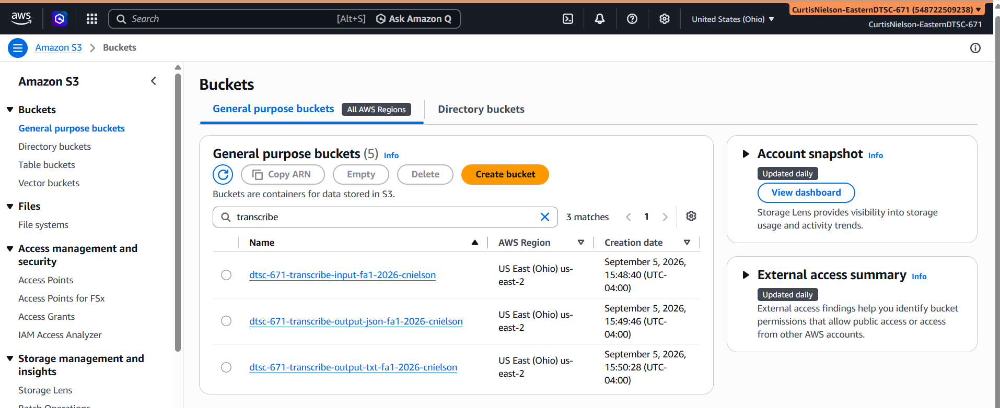 aws
Search
[Alt+S]
Ask Amazon Q
United States (Ohio)
CurtisNielson-EasternDTSC-671 (548722509238)
CurtisNielson-EasternDTSC-671
Amazon S3
Buckets
Amazon S3
Buckets
General purpose buckets
Directory buckets
Table buckets
Vector buckets
Files
File systems
Access management and
security
Access Points
Access Points for FSx
Access Grants
IAM Access Analyzer
Storage management and
insights
Storage Lens
Batch Operations
Buckets
General purpose buckets
All AWS Regions
Directory buckets
General purpose buckets (5) Info
Copy ARN
Empty
Delete
Create bucket
Buckets are containers for data stored in S3.
transcribe
3 matches
1
Name
AWS Region
Creation date
dtsc-671-transcribe-input-fa1-2026-cnielson
US East (Ohio) us-
east-2
September 5, 2026,
15:48:40 (UTC-
04:00)
dtsc-671-transcribe-output-json-fa1-2026-cnielson
US East (Ohio) us-
east-2
September 5, 2026,
15:49:46 (UTC-
04:00)
dtsc-671-transcribe-output-txt-fa1-2026-cnielson
US East (Ohio) us-
east-2
September 5, 2026,
15:50:28 (UTC-
04:00)
Account snapshot Info
Updated daily
View dashboard
Storage Lens provides visibility into storage
usage and activity trends.
External access summary Info
Updated daily
External access findings help you identify bucket
permissions that allow public access or access
from other AWS accounts.